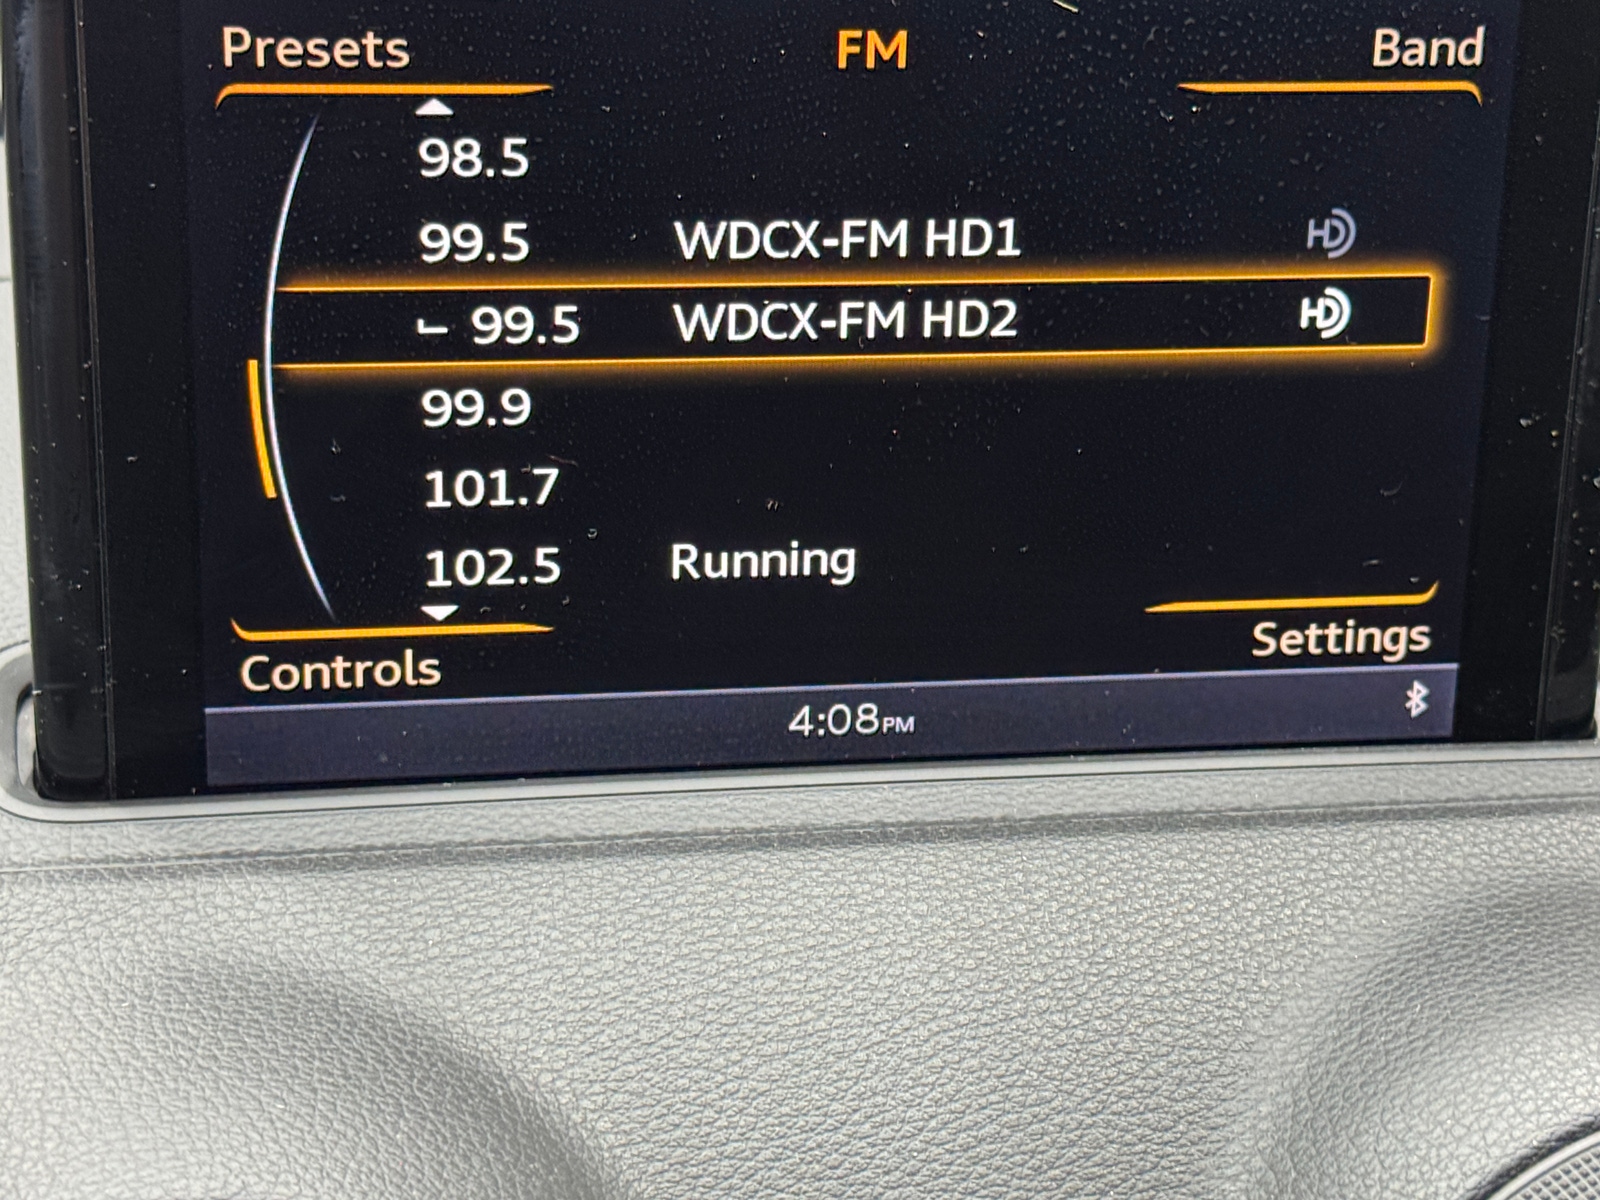 Presets FM Band
98.5
99.5 WDCX-FM HD1 HD
99.5 WDCX-FM HD2 HD
99.9
101.7
102.5 Running
Controls Settings
4:08PM